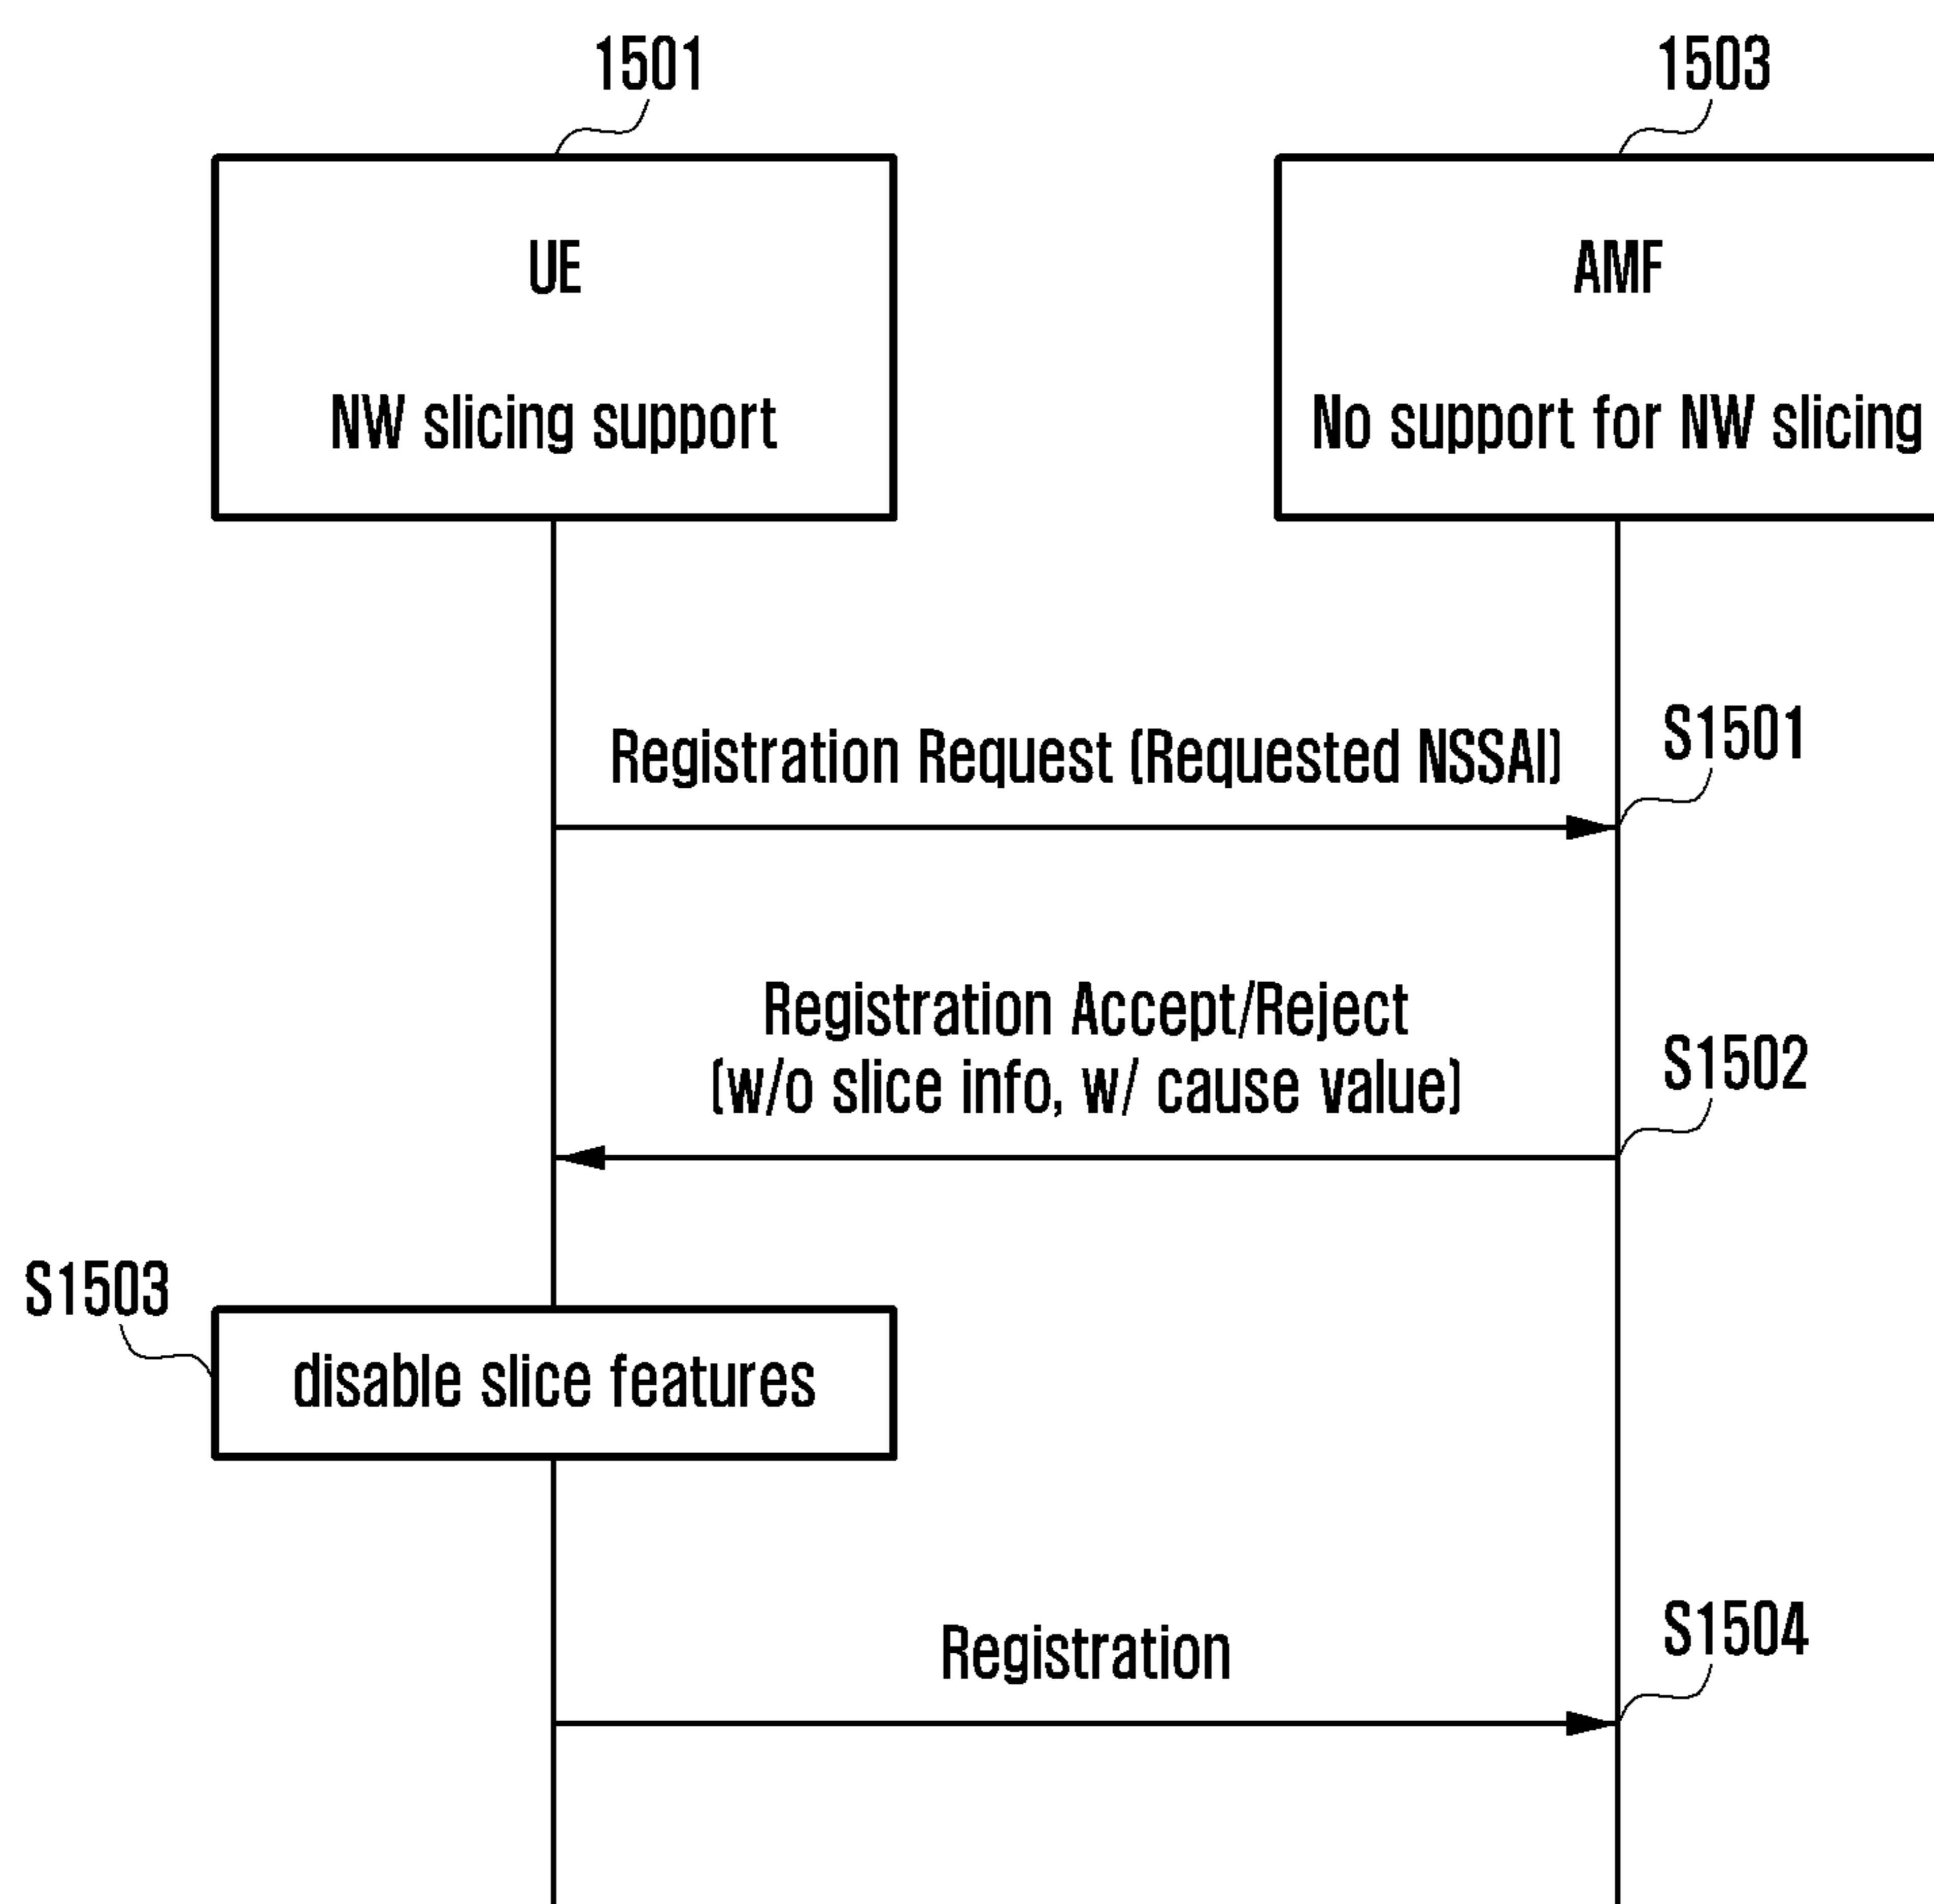 1501
1503
UE
NW slicing support
AMF
No support for NW slicing
Registration Request (Requested NSSAI)
S1501
Registration Accept/Reject
(w/o slice info, w/ cause value)
S1502
S1503
disable slice features
Registration
S1504